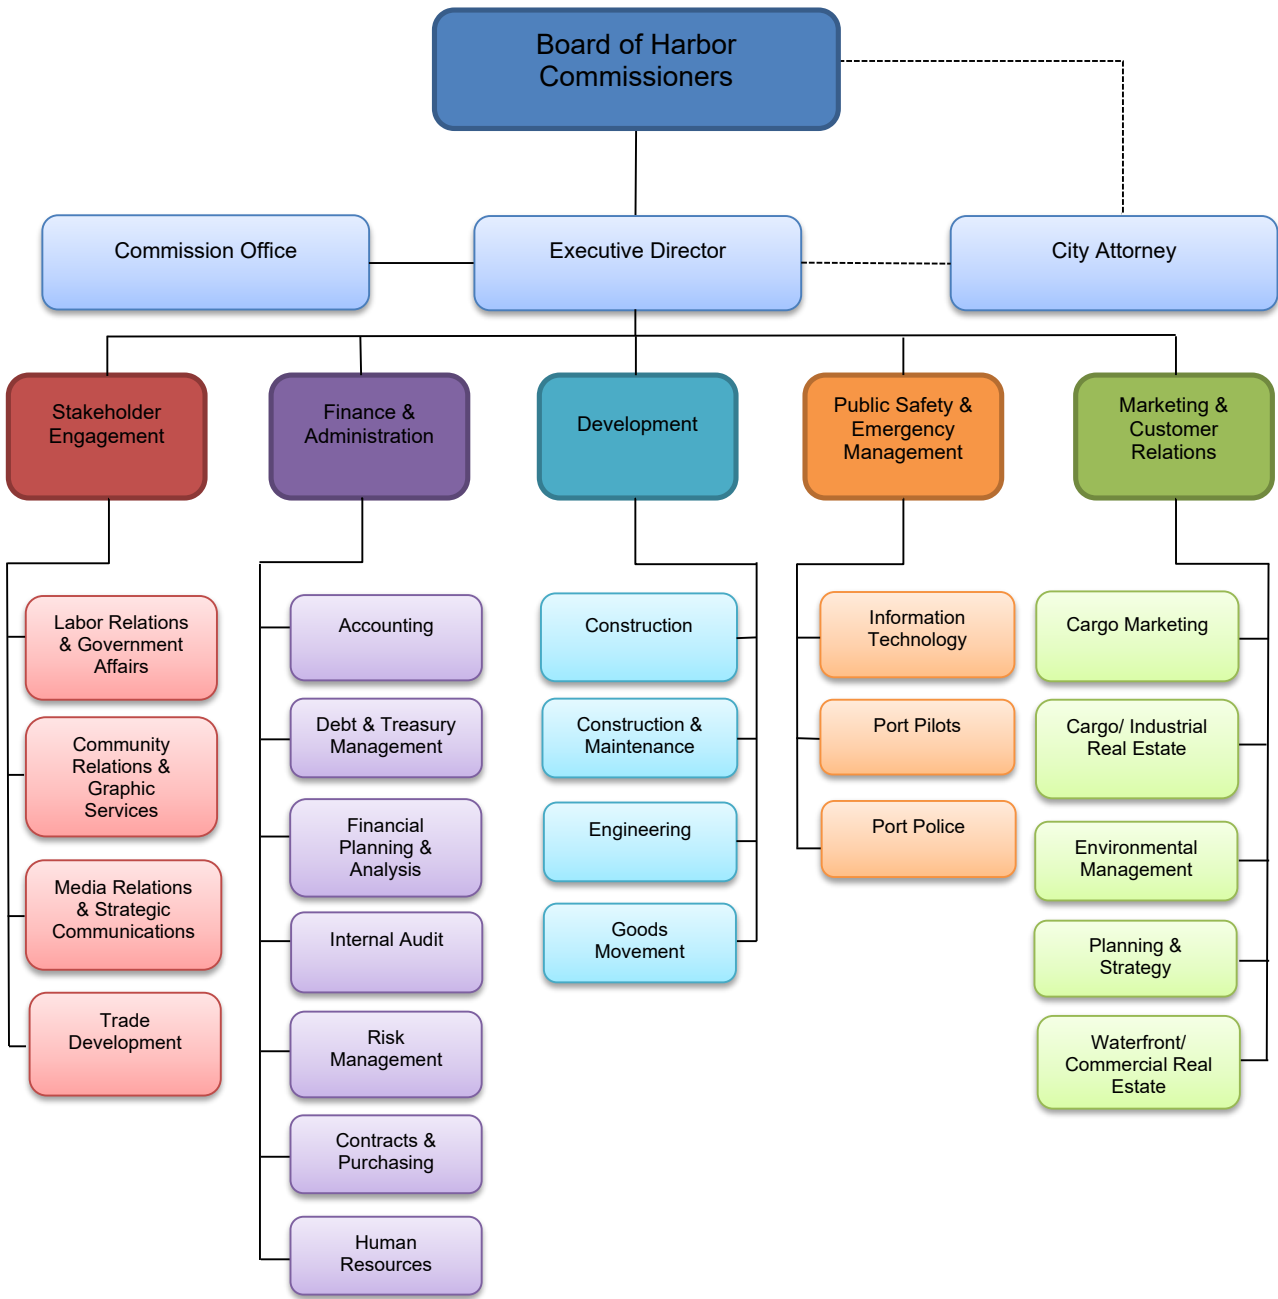 Board of Harbor
Commissioners
Commission Office
Executive Director
City Attorney
Stakeholder
Engagement
Finance &
Administration
Development
Public Safety &
Emergency
Management
Marketing &
Customer
Relations
Labor Relations
& Government
Affairs
Community
Relations &
Graphic
Services
Media Relations
& Strategic
Communications
Trade
Development
Accounting
Debt & Treasury
Management
Financial
Planning &
Analysis
Internal Audit
Risk
Management
Contracts &
Purchasing
Human
Resources
Construction
Construction &
Maintenance
Engineering
Goods
Movement
Information
Technology
Port Pilots
Port Police
Cargo Marketing
Cargo/ Industrial
Real Estate
Environmental
Management
Planning &
Strategy
Waterfront/
Commercial Real
Estate